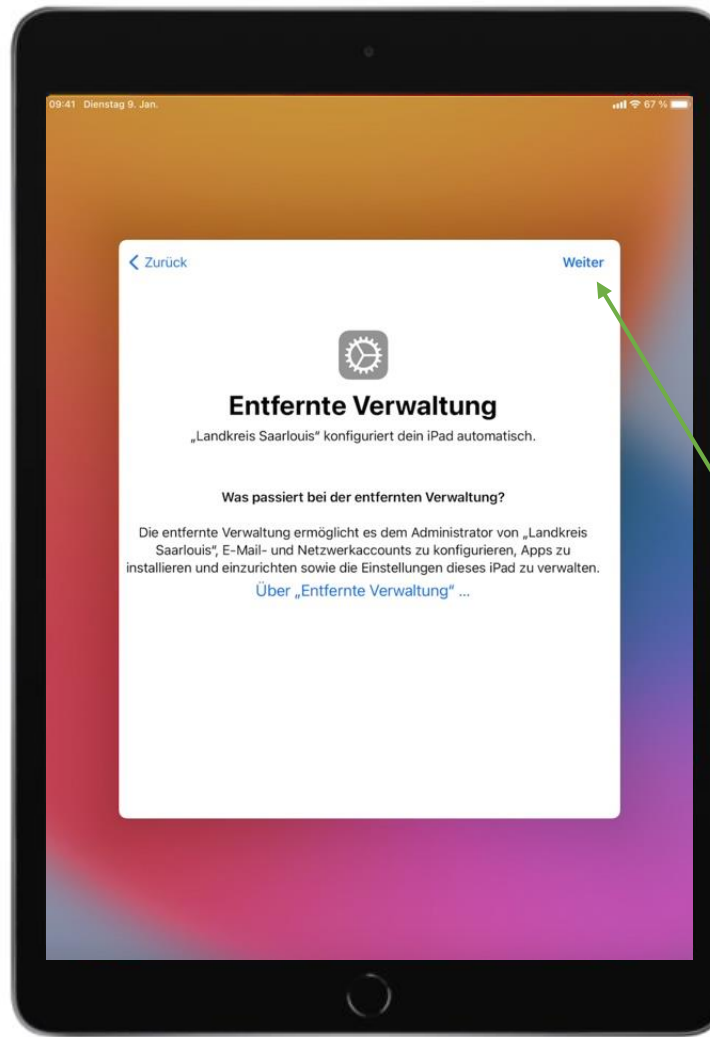 09:41 Dienstag 9. Jan.
67 %
Zurück
Weiter
Entfernte Verwaltung
„Landkreis Saarlouis“ konfiguriert dein iPad automatisch.
Was passiert bei der entfernten Verwaltung?
Die entfernte Verwaltung ermöglicht es dem Administrator von „Landkreis
Saarlouis“, E-Mail- und Netzwerkaccounts zu konfigurieren, Apps zu
installieren und einzurichten sowie die Einstellungen dieses iPad zu verwalten.
Über „Entfernte Verwaltung“ ...